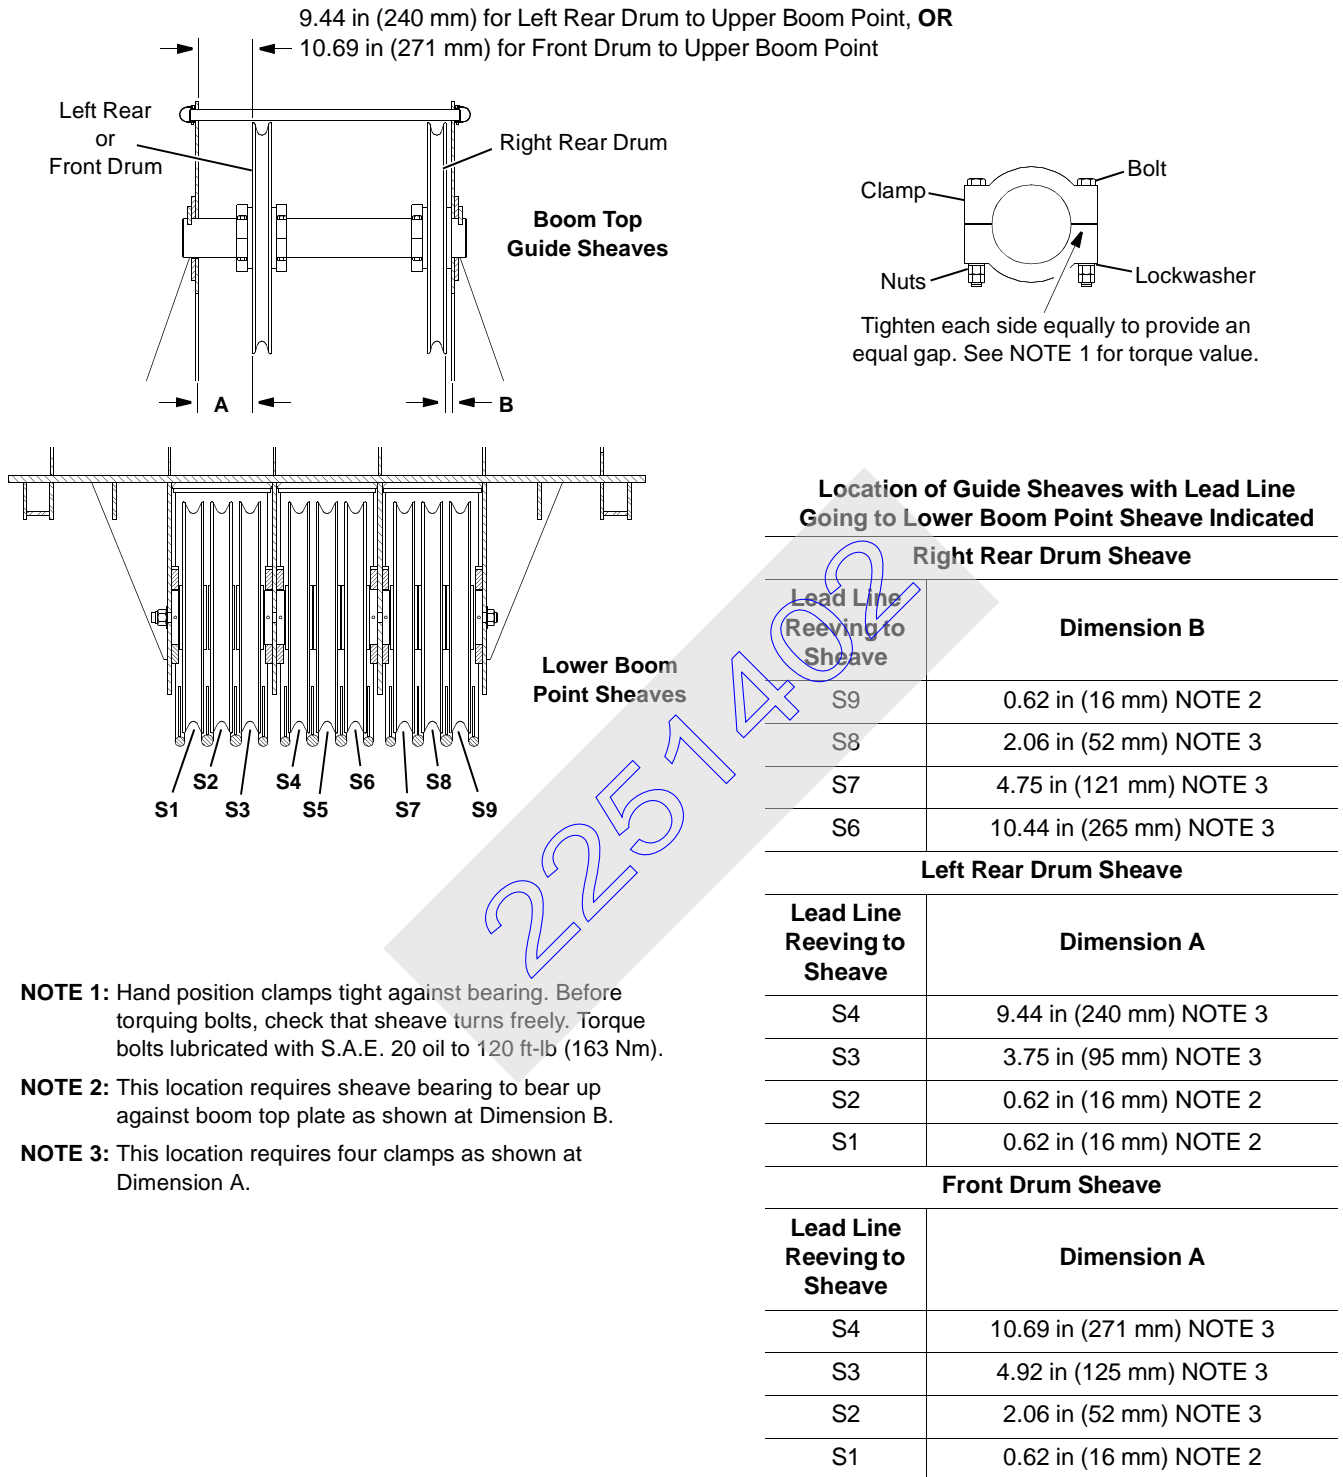 9.44 in (240 mm) for Left Rear Drum to Upper Boom Point, OR
10.69 in (271 mm) for Front Drum to Upper Boom Point
Left Rear
or
Front Drum
Right Rear Drum
Boom Top
Guide Sheaves
A
B
Clamp
Bolt
Nuts
Lockwasher
Tighten each side equally to provide an
equal gap. See NOTE 1 for torque value.
Lower Boom
Point Sheaves
S1
S2
S3
S4
S5
S6
S7
S8
S9
Location of Guide Sheaves with Lead Line
Going to Lower Boom Point Sheave Indicated
Right Rear Drum Sheave
Lead Line
Reeving to
Sheave
Dimension B
S9 0.62 in (16 mm) NOTE 2
S8 2.06 in (52 mm) NOTE 3
S7 4.75 in (121 mm) NOTE 3
S6 10.44 in (265 mm) NOTE 3
Left Rear Drum Sheave
Lead Line
Reeving to
Sheave
Dimension A
S4 9.44 in (240 mm) NOTE 3
S3 3.75 in (95 mm) NOTE 3
S2 0.62 in (16 mm) NOTE 2
S1 0.62 in (16 mm) NOTE 2
Front Drum Sheave
Lead Line
Reeving to
Sheave
Dimension A
S4 10.69 in (271 mm) NOTE 3
S3 4.92 in (125 mm) NOTE 3
S2 2.06 in (52 mm) NOTE 3
S1 0.62 in (16 mm) NOTE 2
NOTE 1: Hand position clamps tight against bearing. Before
torquing bolts, check that sheave turns freely. Torque
bolts lubricated with S.A.E. 20 oil to 120 ft-lb (163 Nm).
NOTE 2: This location requires sheave bearing to bear up
against boom top plate as shown at Dimension B.
NOTE 3: This location requires four clamps as shown at
Dimension A.
2251402